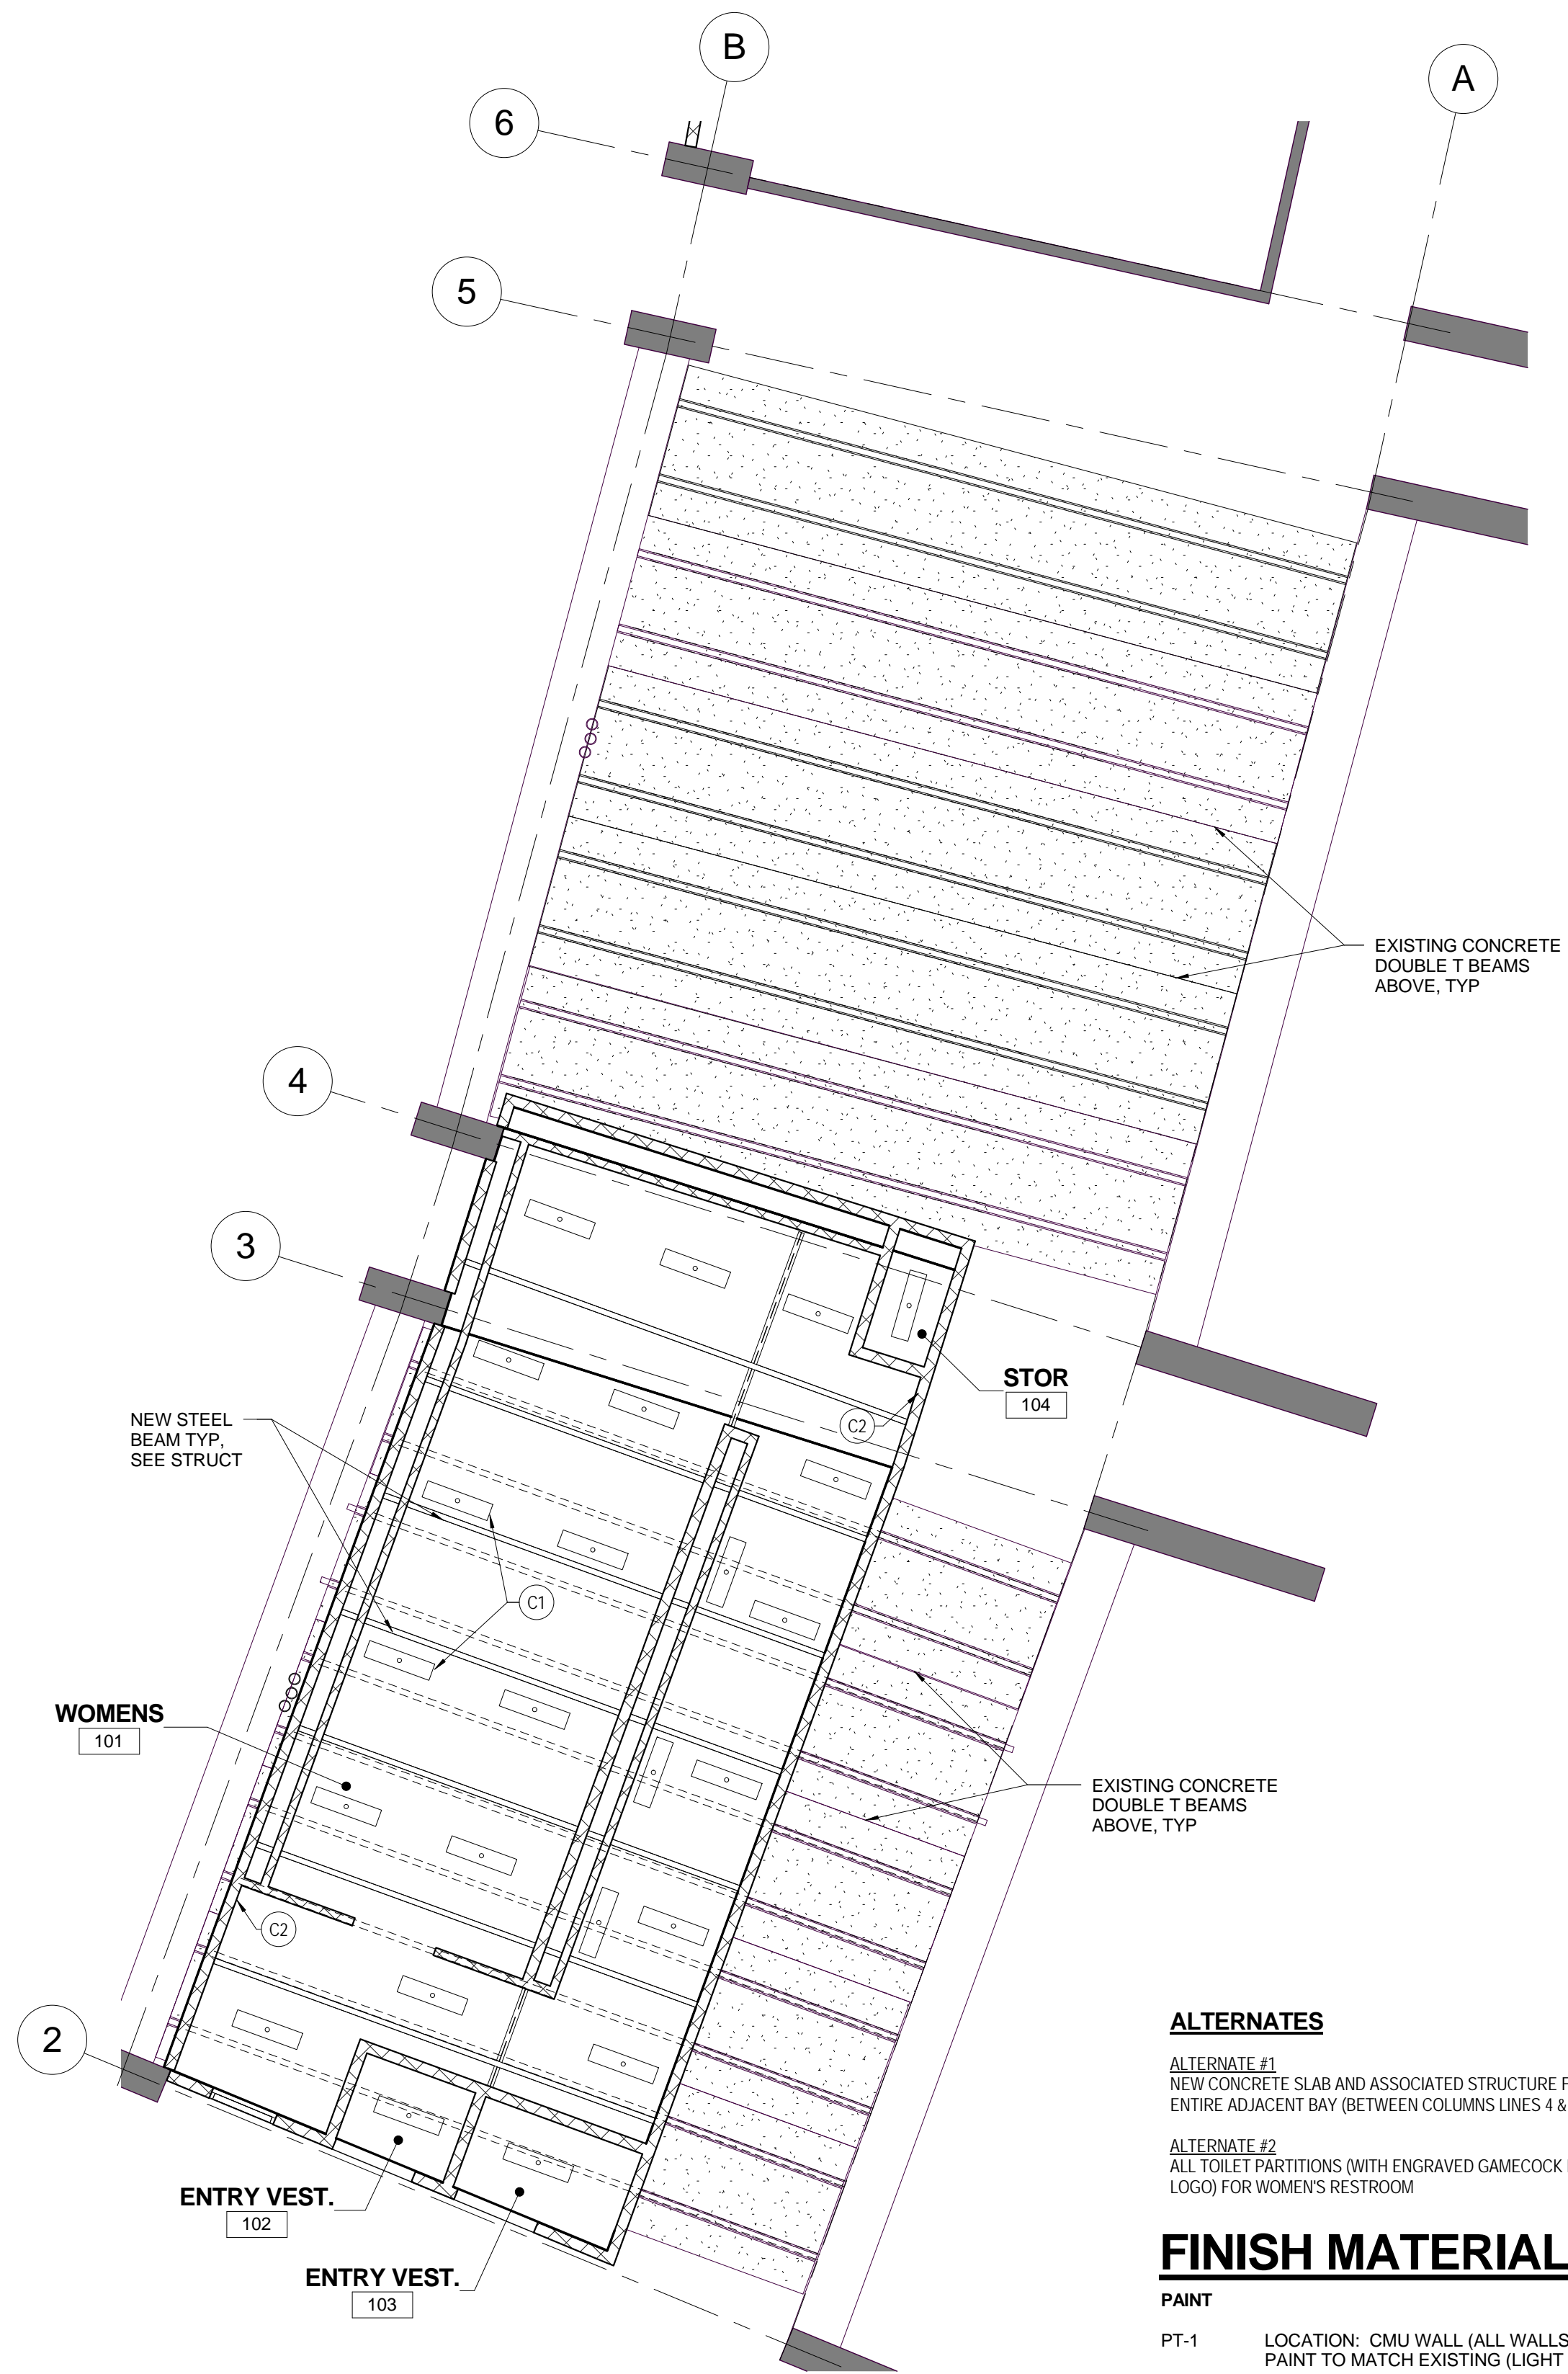 B
A
6
5
EXISTING CONCRETE
DOUBLE T BEAMS
ABOVE, TYP
4
3
STOR
104
C2
NEW STEEL
BEAM TYP,
SEE STRUCT
C1
WOMENS
101
EXISTING CONCRETE
DOUBLE T BEAMS
ABOVE, TYP
C2
2
ENTRY VEST.
102
ENTRY VEST.
103
ALTERNATES
ALTERNATE #1
NEW CONCRETE SLAB AND ASSOCIATED STRUCTURE
ENTIRE ADJACENT BAY (BETWEEN COLUMNS LINES 4 &
ALTERNATE #2
ALL TOILET PARTITIONS (WITH ENGRAVED GAMECOCK
LOGO) FOR WOMEN'S RESTROOM
FINISH MATERIAL
PAINT
PT-1 LOCATION: CMU WALL (ALL WALLS
PAINT TO MATCH EXISTING (LIGHT